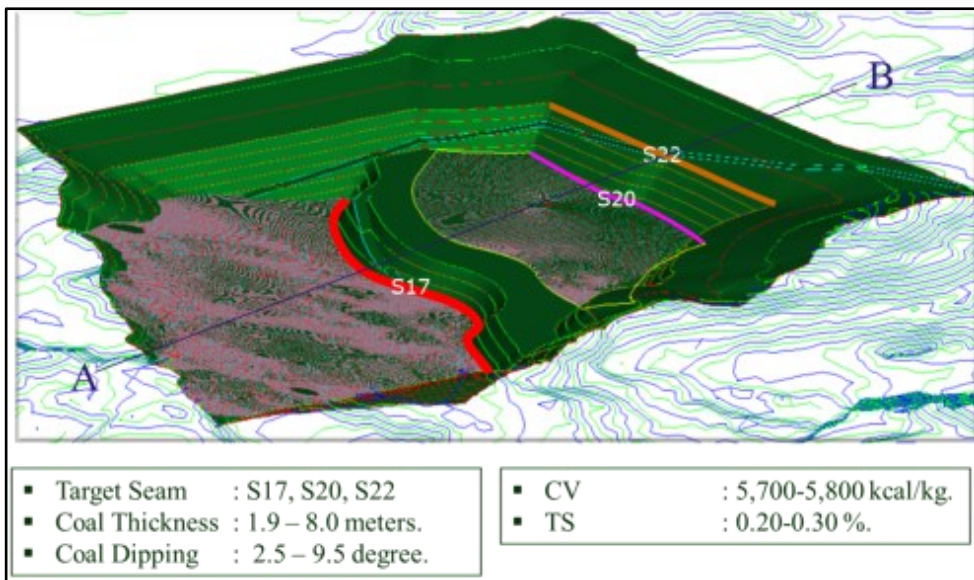 B
S22
S20
S17
A
▪ Target Seam : S17, S20, S22
▪ Coal Thickness : 1.9 – 8.0 meters.
▪ Coal Dipping : 2.5 – 9.5 degree.
▪ CV : 5,700-5,800 kcal/kg.
▪ TS : 0.20-0.30 %.